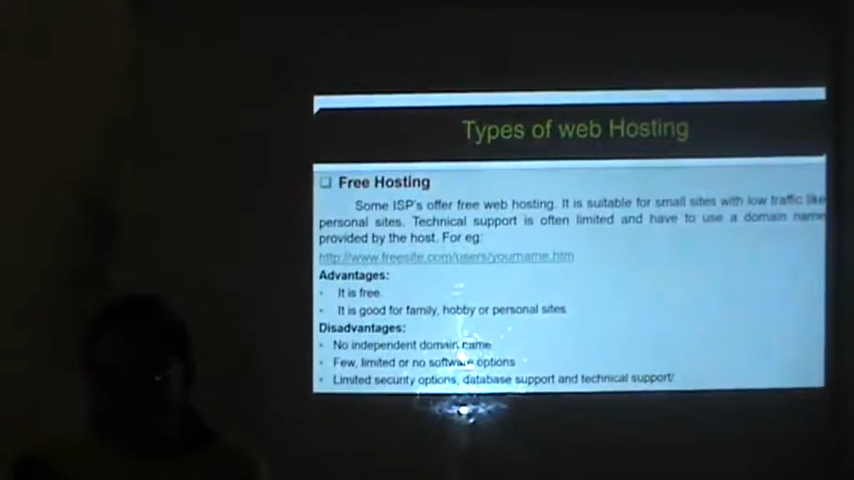 Types of web Hosting
❑ Free Hosting
Some ISP's offer free web hosting. It is suitable for small sites with low traffic like
personal sites. Technical support is often limited and have to use a domain name
provided by the host. For eg:
http://www.freesite.com/users/yourname.htm
Advantages:
• It is free.
• It is good for family, hobby or personal sites.
Disadvantages:
• No independent domain name
• Few, limited or no software options
• Limited security options, database support and technical support/